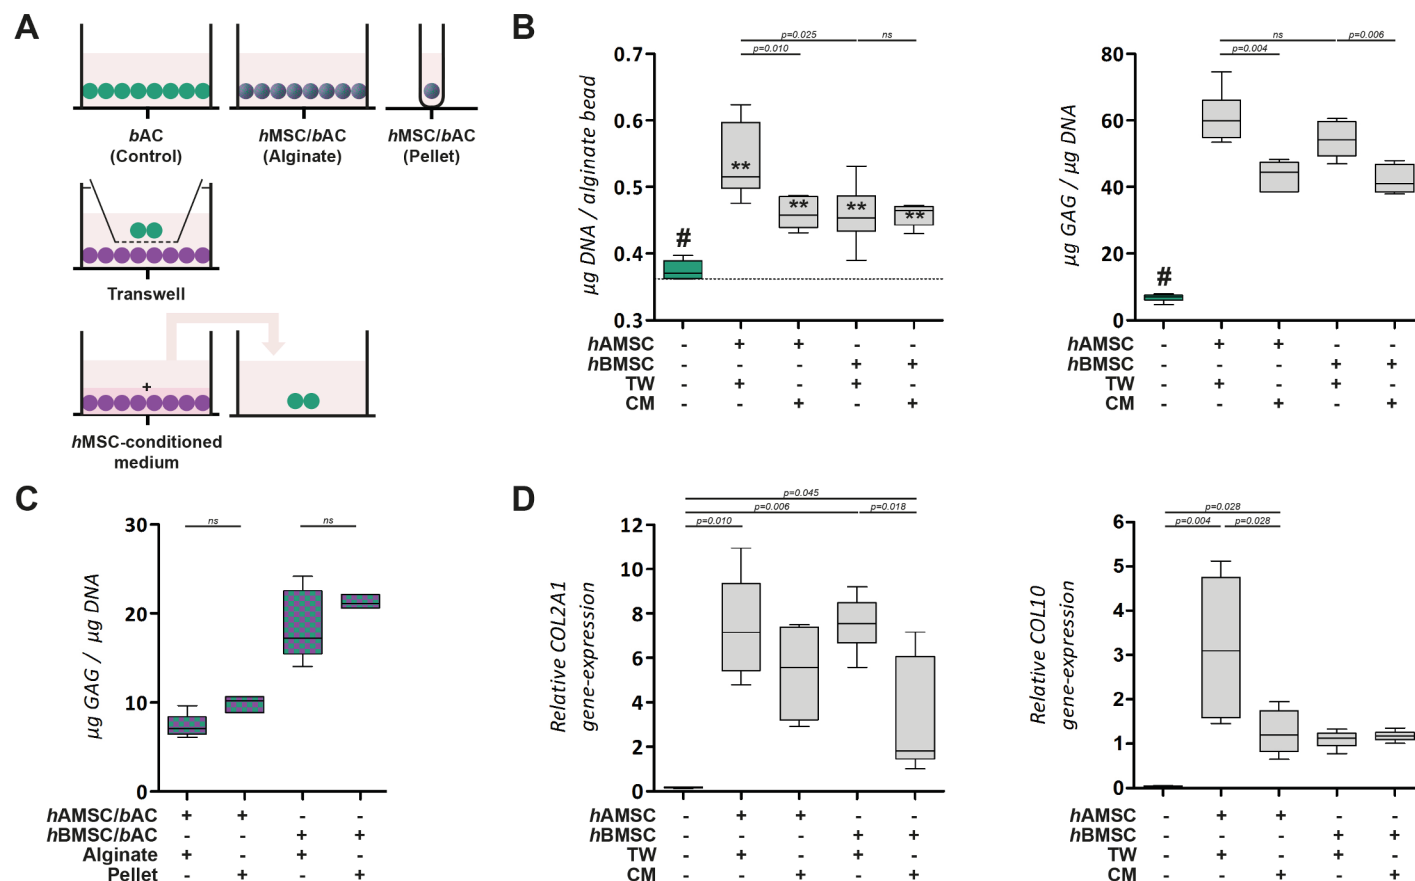 A
bAC
(Control)
hMSC/bAC
(Alginate)
hMSC/bAC
(Pellet)
Transwell
+
hMSC-conditioned
medium
B
p=0.025
ns
p=0.010
µg DNA / alginate bead
0.7
0.6
0.5
0.4
0.3
#
**
**
**
**
hAMSC - + + - -
hBMSC - - - + +
TW - + - + -
CM - - + - +
ns
p=0.006
p=0.004
µg GAG / µg DNA
80
60
40
20
0
#
- + + - -
- - - + +
- + - + -
- - + - +
C
ns
ns
µg GAG / µg DNA
30
20
10
0
hAMSC/bAC + + - -
hBMSC/bAC - - + +
Alginate + - + -
Pellet - + - +
D
p=0.045
p=0.006
p=0.018
p=0.010
Relative COL2A1
gene-expression
12
10
8
6
4
2
0
hAMSC - + + - -
hBMSC - - - + +
TW - + - + -
CM - - + - +
p=0.028
p=0.004
p=0.028
Relative COL10
gene-expression
6
5
4
3
2
1
0
hAMSC - + + - -
hBMSC - - - + +
TW - + - + -
CM - - + - +